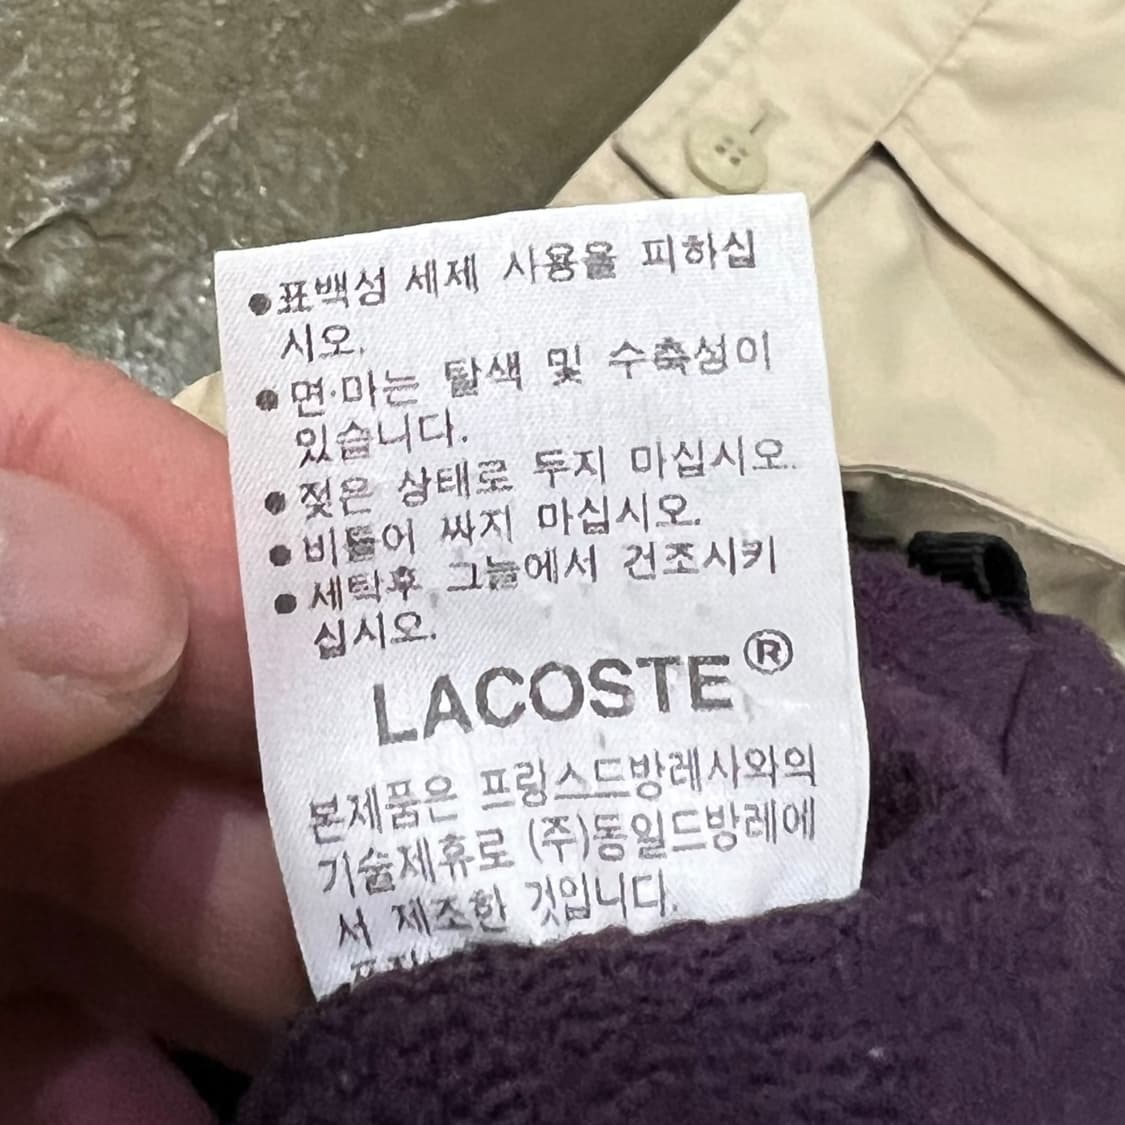 ●표백성 세제 사용을 피하십
시오.
●면·마는 탈색 및 수축성이
있습니다.
●젖은 상태로 두지 마십시오.
●비틀어 싸지 마십시오.
●세탁후 그늘에서 건조시키
십시오.
LACOSTE®
본제품은 프랑스드방레사와의
기술제휴로 (주)동일드방레에
서 제조한 것입니다.